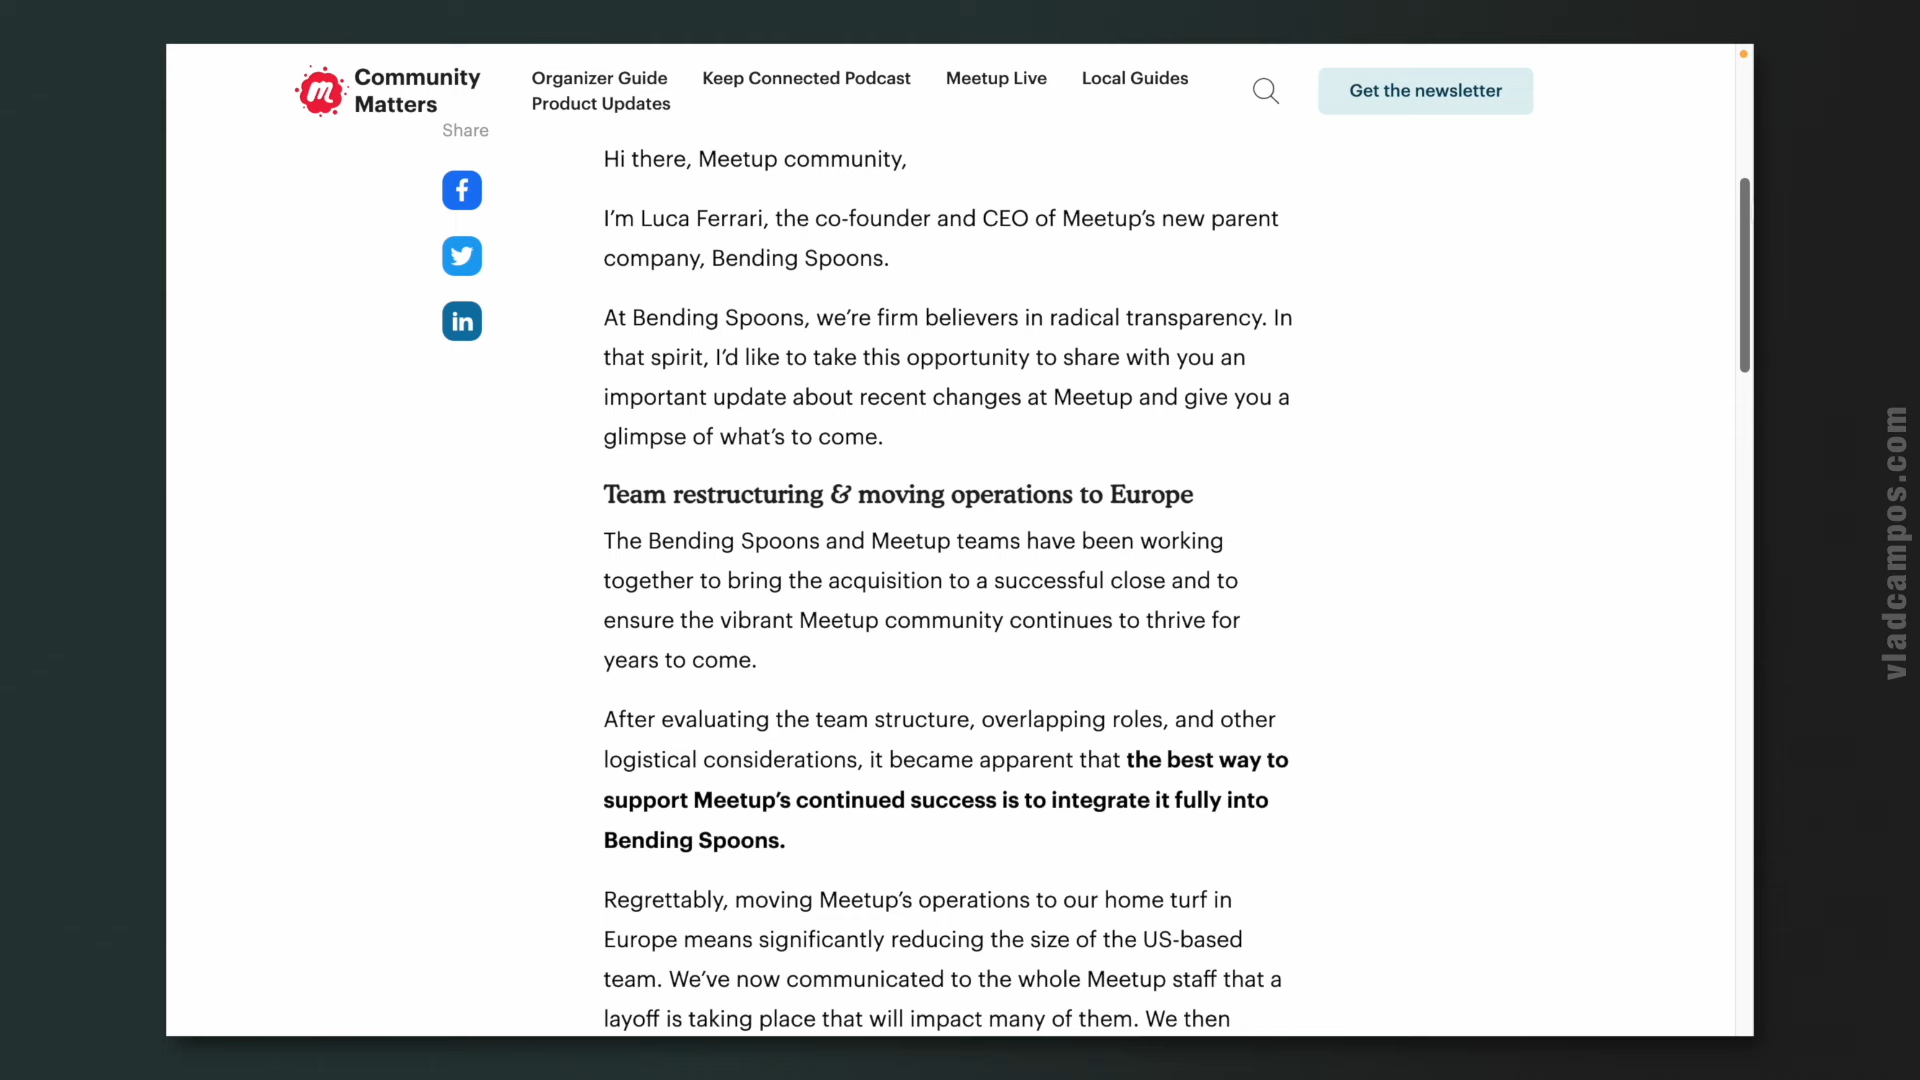 Community
Matters
Organizer Guide
Keep Connected Podcast
Meetup Live
Local Guides
Product Updates
Get the newsletter
Share
Hi there, Meetup community,
I’m Luca Ferrari, the co-founder and CEO of Meetup’s new parent
company, Bending Spoons.
At Bending Spoons, we’re firm believers in radical transparency. In
that spirit, I’d like to take this opportunity to share with you an
important update about recent changes at Meetup and give you a
glimpse of what’s to come.
Team restructuring & moving operations to Europe
The Bending Spoons and Meetup teams have been working
together to bring the acquisition to a successful close and to
ensure the vibrant Meetup community continues to thrive for
years to come.
After evaluating the team structure, overlapping roles, and other
logistical considerations, it became apparent that the best way to
support Meetup’s continued success is to integrate it fully into
Bending Spoons.
Regrettably, moving Meetup’s operations to our home turf in
Europe means significantly reducing the size of the US-based
team. We’ve now communicated to the whole Meetup staff that a
layoff is taking place that will impact many of them. We then
vladcampos.com